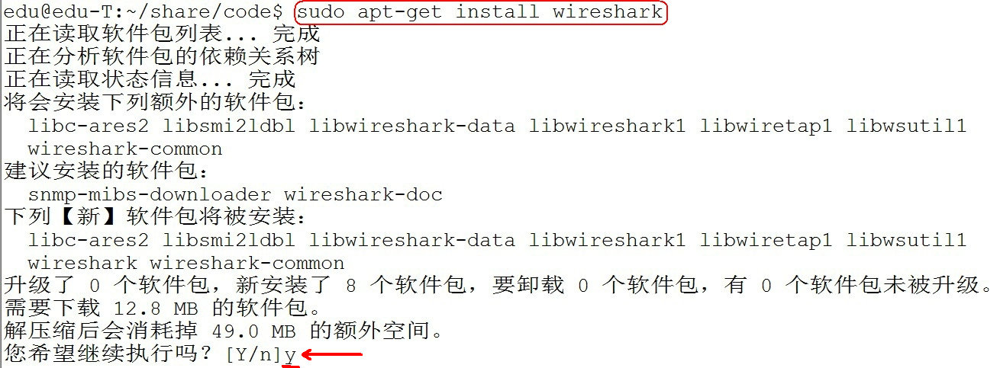 edu@edu-T:~/share/code$ sudo apt-get install wireshark
正在读取软件包列表... 完成
正在分析软件包的依赖关系树
正在读取状态信息... 完成
将会安装下列额外的软件包：
  libc-ares2 libsmi2ldbl libwireshark-data libwireshark1 libwiretap1 libwsutil1
  wireshark-common
建议安装的软件包：
  snmp-mibs-downloader wireshark-doc
下列【新】软件包将被安装：
  libc-ares2 libsmi2ldbl libwireshark-data libwireshark1 libwiretap1 libwsutil1
  wireshark wireshark-common
升级了 0 个软件包，新安装了 8 个软件包，要卸载 0 个软件包，有 0 个软件包未被升级。
需要下载 12.8 MB 的软件包。
解压缩后会消耗掉 49.0 MB 的额外空间。
您希望继续执行吗？[Y/n]y